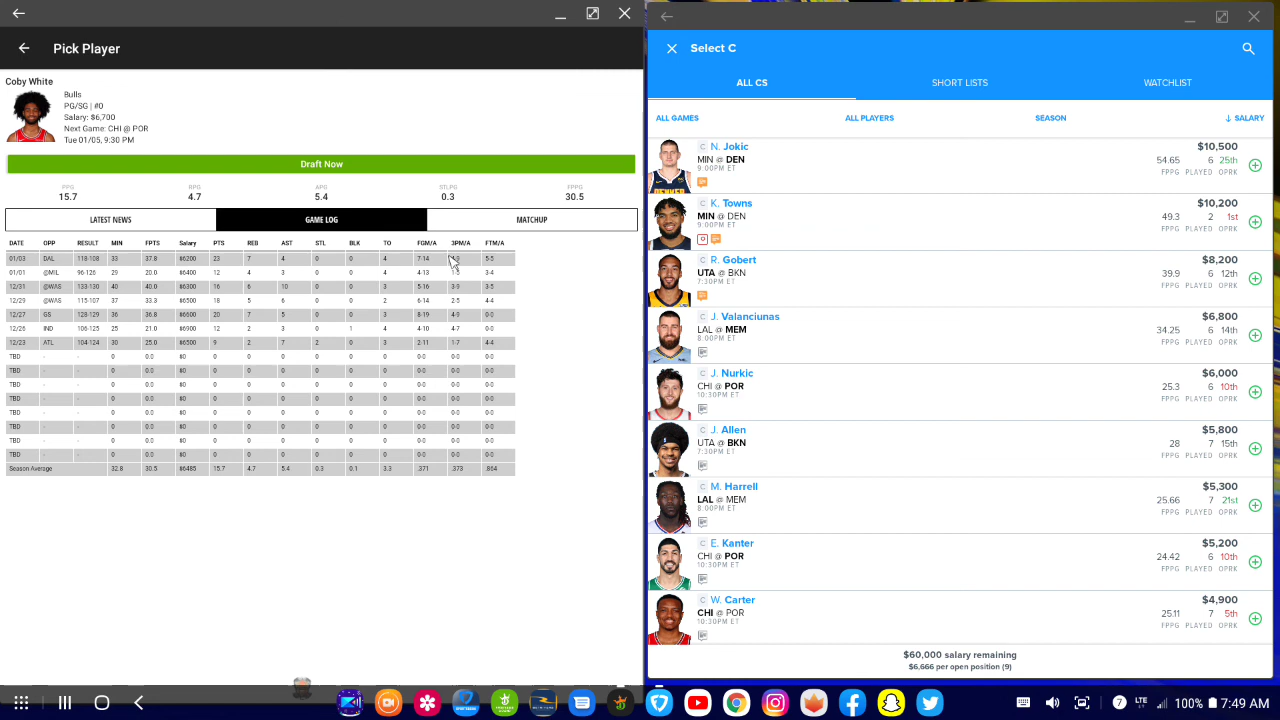 Pick Player
Coby White
Bulls
PG/SG | #0
Salary: $6,700
Next Game: CHI @ POR
Tue 01/05, 9:30 PM
Draft Now
PPG RPG APG STLPG FPPG
15.7 4.7 5.4 0.3 30.5
LATEST NEWS GAME LOG MATCHUP
DATE OPP RESULT MIN FPTS Salary PTS REB AST STL BLK TO FGM/A 3PM/A FTM/A
01/03 DAL 118-108 33 37.8 $6200 23 7 4 0 0 4 7-14 5-5
01/01 @MIL 96-126 29 20.0 $6400 12 4 3 0 0 4 4-13 3-4
12/31 @WAS 133-130 40 40.0 $6300 16 6 10 0 0 3 5-16 3-9 3-5
12/29 @WAS 115-107 37 33.3 $6500 18 5 6 0 0 2 6-14 2-5 4-4
12/27 GS 128-129 36 36.8 $6600 20 7 5 0 0 3 8-19 4-9 0-0
12/26 IND 106-125 25 21.0 $6900 12 2 3 0 1 4 4-10 4-7 0-0
12/23 ATL 104-124 30 25.0 $6500 9 2 7 2 0 3 2-11 1-7 4-4
TBD - - 0 0.0 $0 0 0 0 0 0 0 0-0 0-0 0-0
TBD - - 0 0.0 $0 0 0 0 0 0 0 0-0 0-0 0-0
TBD - - 0 0.0 $0 0 0 0 0 0 0 0-0 0-0 0-0
TBD - - 0 0.0 $0 0 0 0 0 0 0 0-0 0-0 0-0
TBD - - 0 0.0 $0 0 0 0 0 0 0 0-0 0-0 0-0
TBD - - 0 0.0 $0 0 0 0 0 0 0 0-0 0-0 0-0
TBD - - 0 0.0 $0 0 0 0 0 0 0 0-0 0-0 0-0
TBD - - 0 0.0 $0 0 0 0 0 0 0 0-0 0-0 0-0
Season Average 32.8 30.5 $6485 15.7 4.7 5.4 0.3 0.1 3.3 .371 .373 .864
Select C
ALL CS SHORT LISTS WATCHLIST
ALL GAMES ALL PLAYERS SEASON ↓ SALARY
C N. Jokic $10,500
MIN @ DEN 54.65 6 25th
9:00PM ET FPPG PLAYED OPRK
C K. Towns $10,200
MIN @ DEN 49.3 2 1st
9:00PM ET FPPG PLAYED OPRK
C R. Gobert $8,200
UTA @ BKN 39.9 6 12th
7:30PM ET FPPG PLAYED OPRK
C J. Valanciunas $6,800
LAL @ MEM 34.25 6 14th
8:00PM ET FPPG PLAYED OPRK
C J. Nurkic $6,000
CHI @ POR 25.3 6 10th
10:30PM ET FPPG PLAYED OPRK
C J. Allen $5,800
UTA @ BKN 28 7 15th
7:30PM ET FPPG PLAYED OPRK
C M. Harrell $5,300
LAL @ MEM 25.66 7 21st
8:00PM ET FPPG PLAYED OPRK
C E. Kanter $5,200
CHI @ POR 24.42 6 10th
10:30PM ET FPPG PLAYED OPRK
C W. Carter $4,900
CHI @ POR 25.11 7 5th
10:30PM ET FPPG PLAYED OPRK
$60,000 salary remaining
$6,666 per open position (9)
7 LTE 100% 7:49 AM